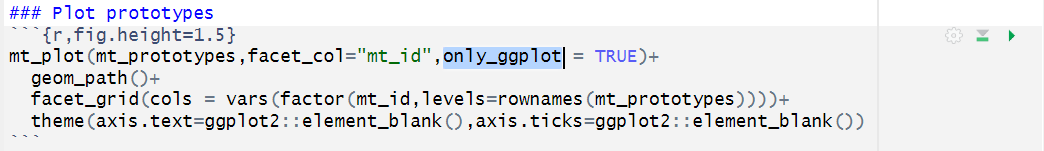 ### Plot prototypes
```{r,fig.height=1.5}
mt_plot(mt_prototypes,facet_col="mt_id",only_ggplot = TRUE)+
  geom_path()+
  facet_grid(cols = vars(factor(mt_id,levels=rownames(mt_prototypes))))+
  theme(axis.text=ggplot2::element_blank(),axis.ticks=ggplot2::element_blank())
```